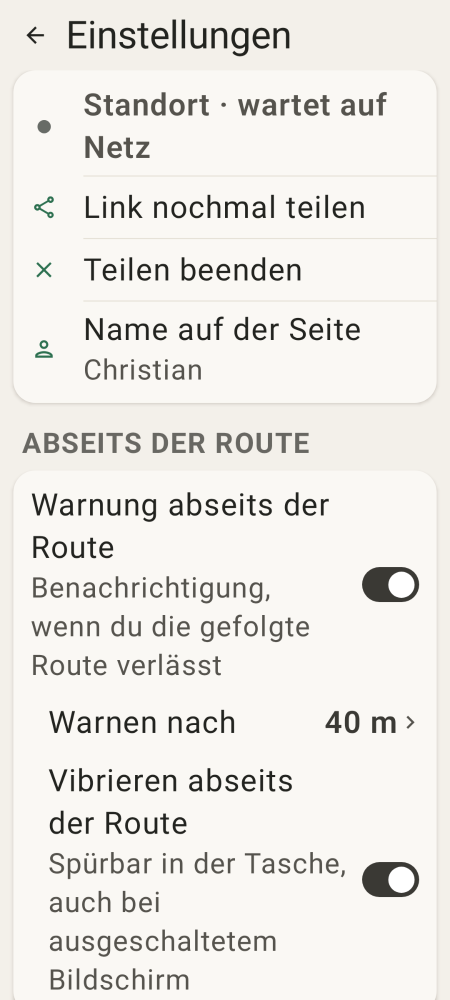 Einstellungen
Standort · wartet auf
Netz
Link nochmal teilen
Teilen beenden
Name auf der Seite
Christian
ABSEITS DER ROUTE
Warnung abseits der
Route
Benachrichtigung,
wenn du die gefolgte
Route verlässt
Warnen nach 40 m
Vibrieren abseits
der Route
Spürbar in der Tasche,
auch bei
ausgeschaltetem
Bildschirm